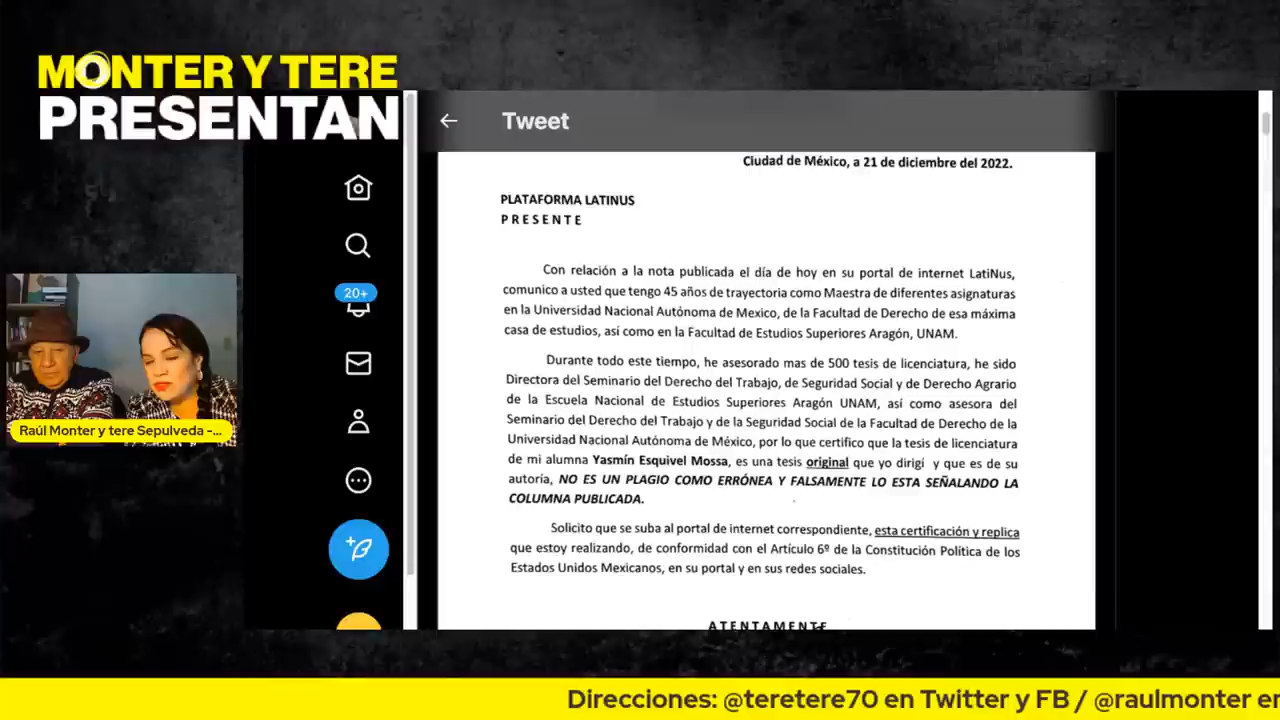 MONTER Y TERE
PRESENTAN
Tweet
20+
Ciudad de México, a 21 de diciembre del 2022.
PLATAFORMA LATINUS
P R E S E N T E
Con relación a la nota publicada el día de hoy en su portal de internet LatiNus,
comunico a usted que tengo 45 años de trayectoria como Maestra de diferentes asignaturas
en la Universidad Nacional Autónoma de Mexico, de la Facultad de Derecho de esa máxima
casa de estudios, así como en la Facultad de Estudios Superiores Aragón, UNAM.
Durante todo este tiempo, he asesorado mas de 500 tesis de licenciatura, he sido
Directora del Seminario del Derecho del Trabajo, de Seguridad Social y de Derecho Agrario
de la Escuela Nacional de Estudios Superiores Aragón UNAM, así como asesora del
Seminario del Derecho del Trabajo y de la Seguridad Social de la Facultad de Derecho de la
Universidad Nacional Autónoma de México, por lo que certifico que la tesis de licenciatura
de mi alumna Yasmín Esquivel Mossa, es una tesis original que yo dirigí y que es de su
autoría, NO ES UN PLAGIO COMO ERRÓNEA Y FALSAMENTE LO ESTA SEÑALANDO LA
COLUMNA PUBLICADA.
Solicito que se suba al portal de internet correspondiente, esta certificación y replica
que estoy realizando, de conformidad con el Artículo 6º de la Constitución Política de los
Estados Unidos Mexicanos, en su portal y en sus redes sociales.
A T E N T A M E N T E
Raúl Monter y tere Sepulveda -...
Direcciones: @teretere70 en Twitter y FB / @raulmonter en